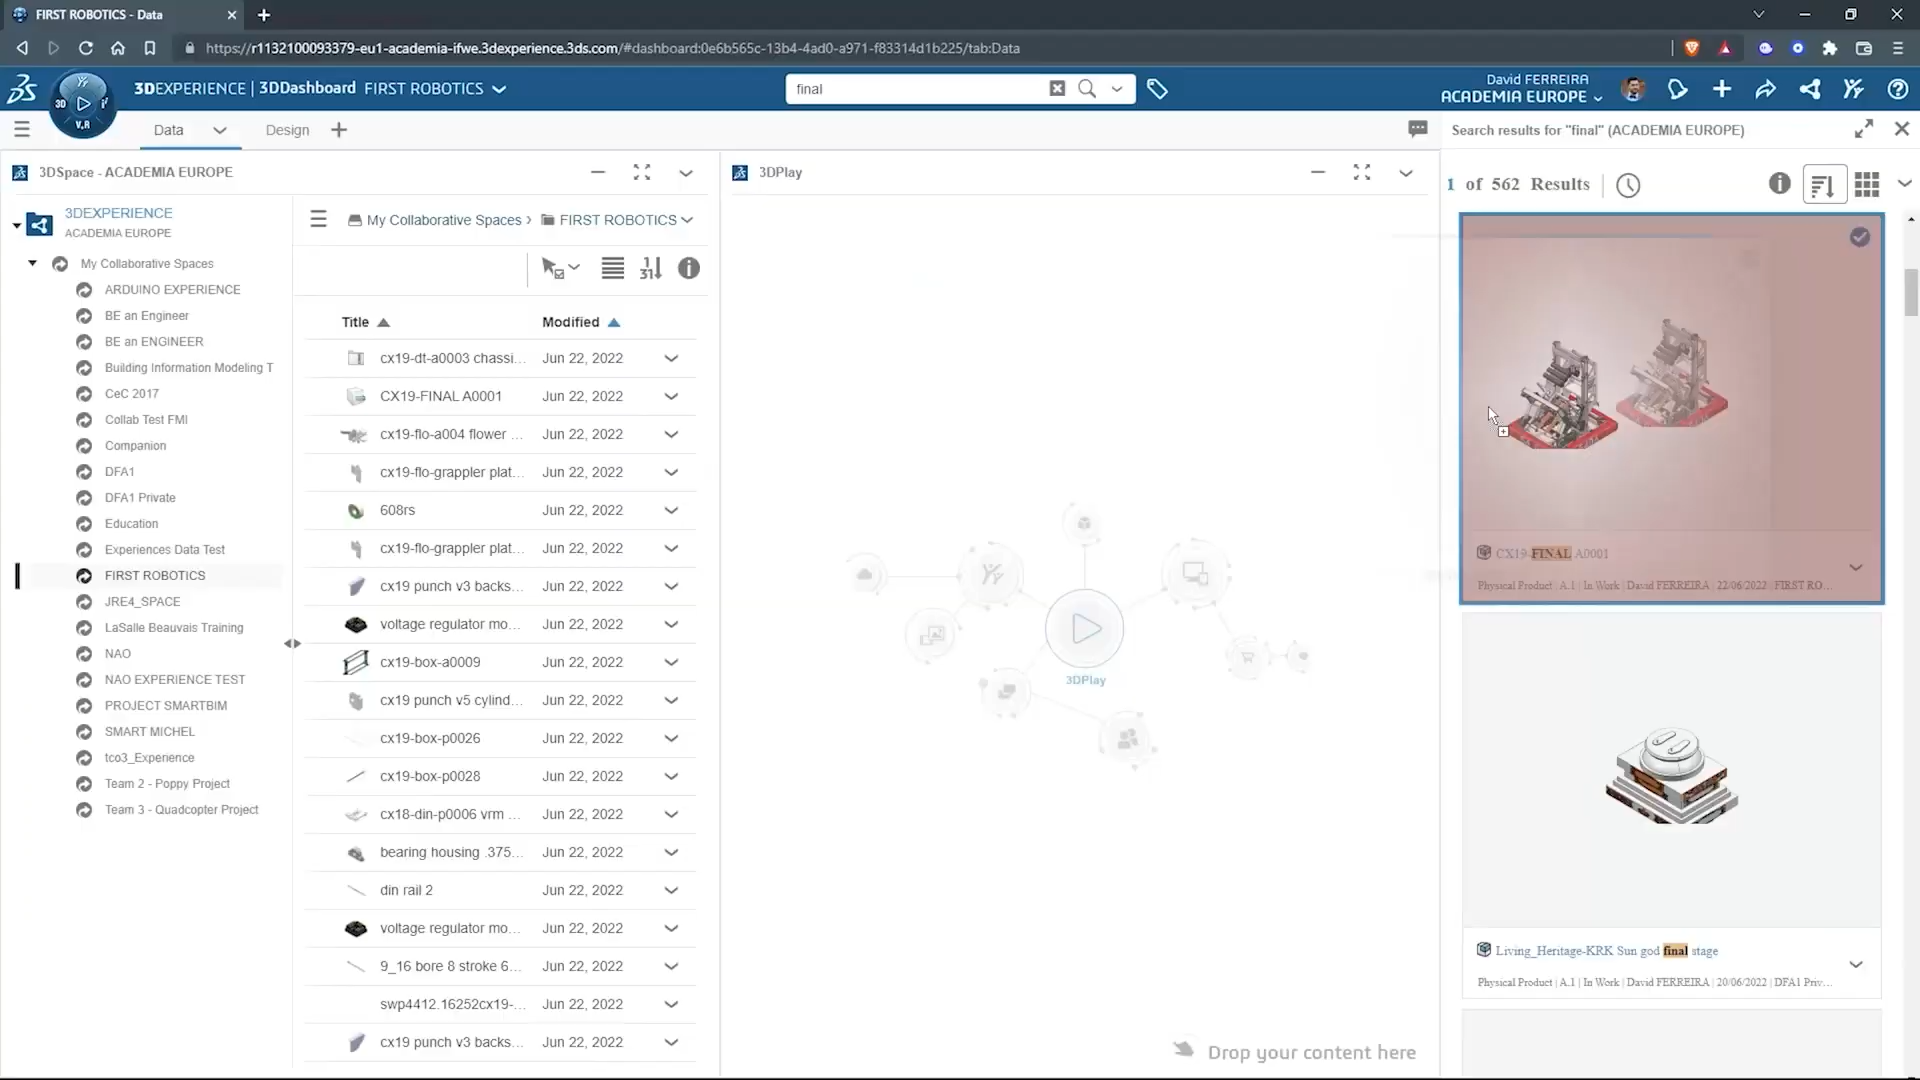 FIRST ROBOTICS - Data
https://r1132100093379-eu1-academia-ifwe.3dexperience.3ds.com/#dashboard:0e6b565c-13b4-4ad0-a971-f83314d1b225/tab:Data
3D
V,R
3DEXPERIENCE | 3DDashboard FIRST ROBOTICS
final
David FERREIRA
ACADEMIA EUROPE
Data
Design
Search results for "final" (ACADEMIA EUROPE)
3DSpace - ACADEMIA EUROPE
3DPlay
1 of 562 Results
3DEXPERIENCE
ACADEMIA EUROPE
My Collaborative Spaces
ARDUINO EXPERIENCE
BE an Engineer
BE an ENGINEER
Building Information Modeling T
CeC 2017
Collab Test FMI
Companion
DFA1
DFA1 Private
Education
Experiences Data Test
FIRST ROBOTICS
JRE4_SPACE
LaSalle Beauvais Training
NAO
NAO EXPERIENCE TEST
PROJECT SMARTBIM
SMART MICHEL
tco3_Experience
Team 2 - Poppy Project
Team 3 - Quadcopter Project
My Collaborative Spaces › FIRST ROBOTICS
Title Modified
cx19-dt-a0003 chassi... Jun 22, 2022
CX19-FINAL A0001 Jun 22, 2022
cx19-flo-a004 flower ... Jun 22, 2022
cx19-flo-grappler plat... Jun 22, 2022
608rs Jun 22, 2022
cx19-flo-grappler plat... Jun 22, 2022
cx19 punch v3 backs... Jun 22, 2022
voltage regulator mo... Jun 22, 2022
cx19-box-a0009 Jun 22, 2022
cx19 punch v5 cylind... Jun 22, 2022
cx19-box-p0026 Jun 22, 2022
cx19-box-p0028 Jun 22, 2022
cx18-din-p0006 vrm ... Jun 22, 2022
bearing housing .375... Jun 22, 2022
din rail 2 Jun 22, 2022
voltage regulator mo... Jun 22, 2022
9_16 bore 8 stroke 6... Jun 22, 2022
swp4412.16252cx19-... Jun 22, 2022
cx19 punch v3 backs... Jun 22, 2022
3DPlay
Drop your content here
CX19-FINAL A0001
Physical Product | A.1 | In Work | David FERREIRA | 22/06/2022 | FIRST RO...
Living_Heritage-KRK Sun god final stage
Physical Product | A.1 | In Work | David FERREIRA | 20/06/2022 | DFA1 Priv...